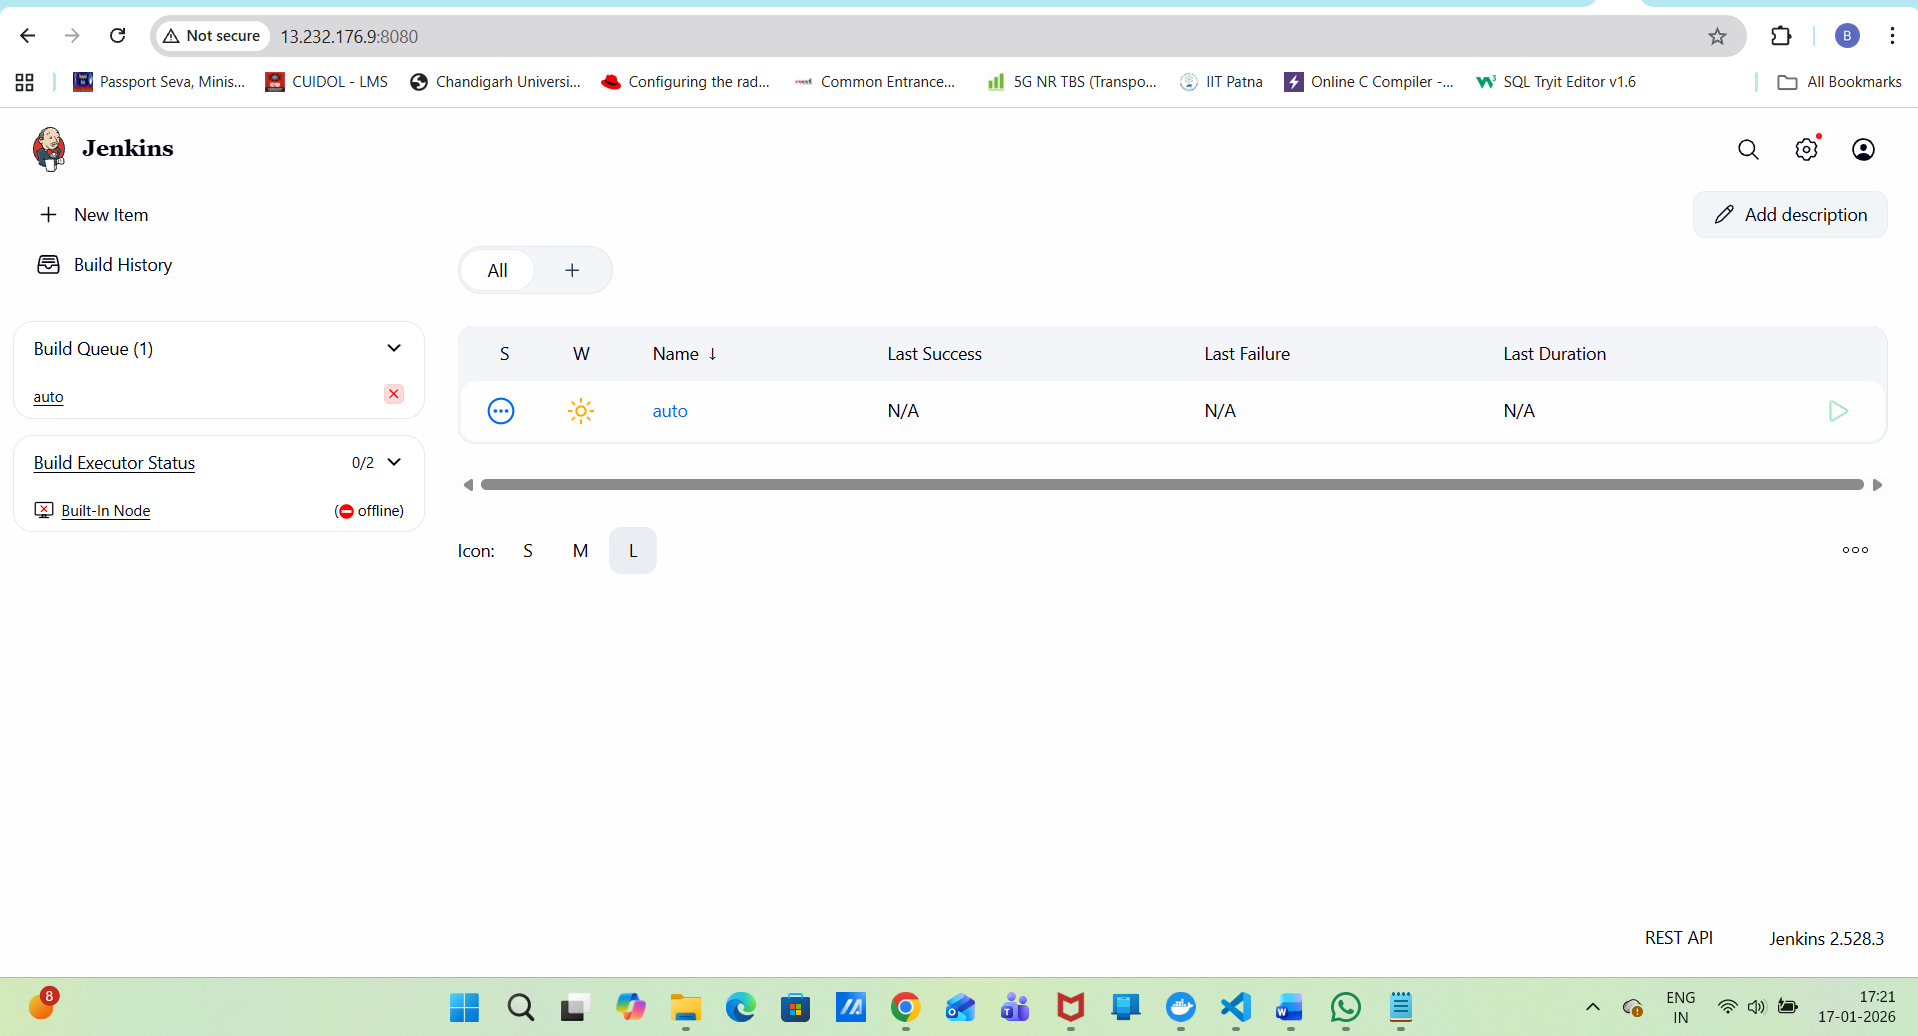 Not secure 13.232.176.9:8080
B
Passport Seva, Minis... CUIDOL - LMS Chandigarh Universi... Configuring the rad... Common Entrance... 5G NR TBS (Transpo... IIT Patna Online C Compiler -... SQL Tryit Editor v1.6 All Bookmarks
Jenkins
New Item
Add description
Build History
All +
Build Queue (1)
auto
Build Executor Status 0/2
Built-In Node (offline)
S W Name ↓ Last Success Last Failure Last Duration
auto N/A N/A N/A
Icon: S M L
REST API Jenkins 2.528.3
8
ENG
IN
17:21
17-01-2026